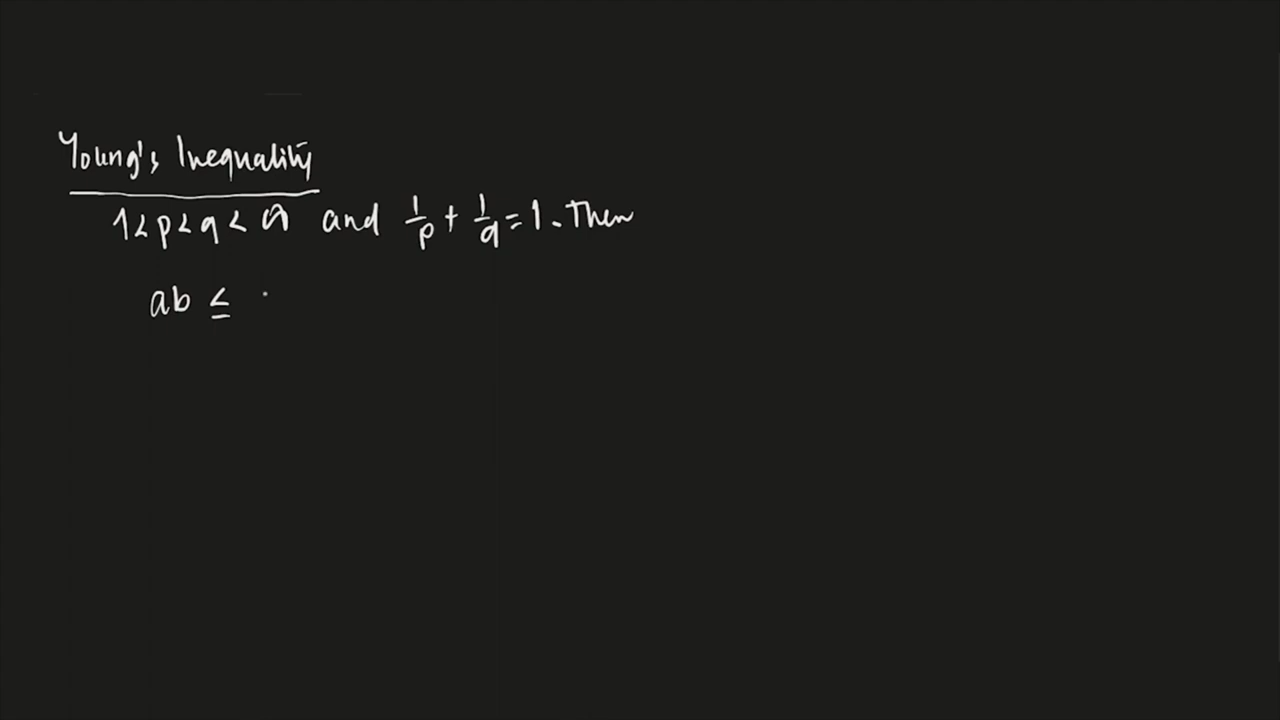 Young's Inequality
1 < p < q < ∞ and 1/p + 1/q = 1. Then
ab ≤